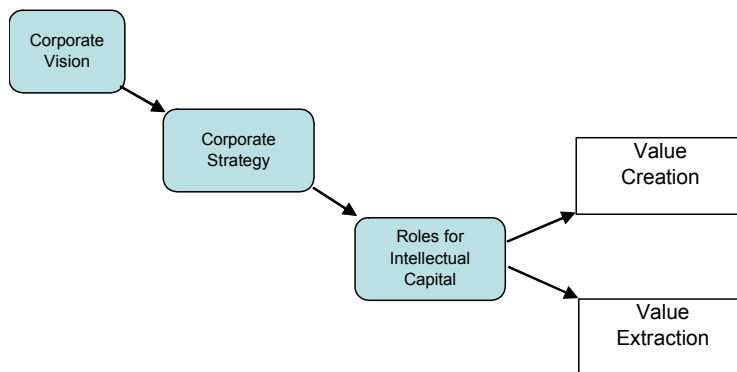 Corporate
Vision
Corporate
Strategy
Value
Creation
Roles for
Intellectual
Capital
Value
Extraction